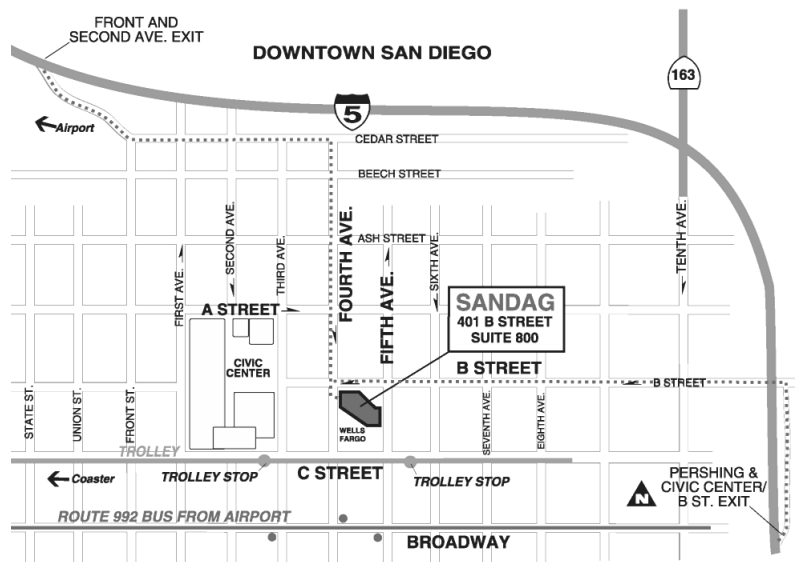 FRONT AND
SECOND AVE. EXIT
DOWNTOWN SAN DIEGO
163
5
Airport
CEDAR STREET
BEECH STREET
FIRST AVE.
SECOND AVE.
THIRD AVE.
FOURTH AVE.
ASH STREET
FIFTH AVE.
SIXTH AVE.
TENTH AVE.
A STREET
SANDAG
401 B STREET
SUITE 800
CIVIC
CENTER
B STREET
B STREET
STATE ST.
UNION ST.
FRONT ST.
WELLS
FARGO
SEVENTH AVE.
EIGHTH AVE.
TROLLEY
Coaster
TROLLEY STOP
C STREET
TROLLEY STOP
PERSHING &
CIVIC CENTER/
B ST. EXIT
N
ROUTE 992 BUS FROM AIRPORT
BROADWAY